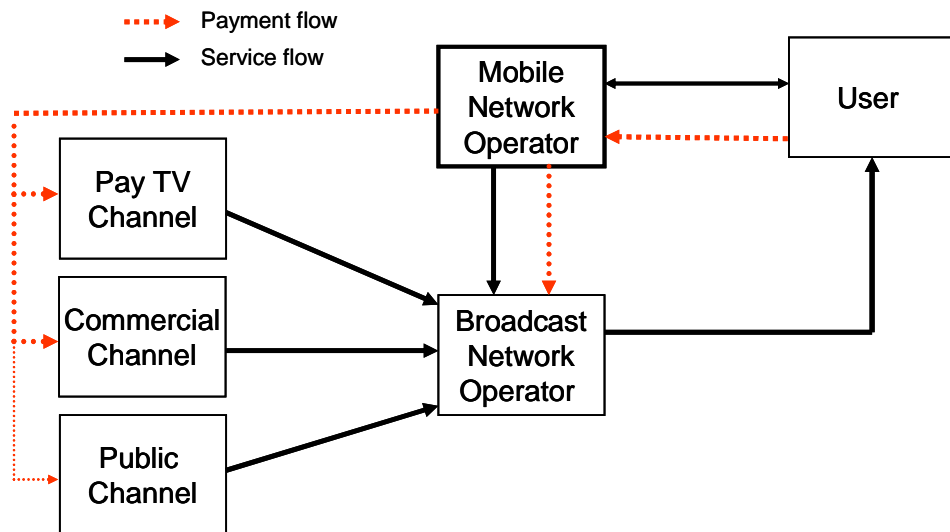 Payment flow
Service flow
Mobile
Network
Operator
User
Pay TV
Channel
Commercial
Channel
Broadcast
Network
Operator
Public
Channel